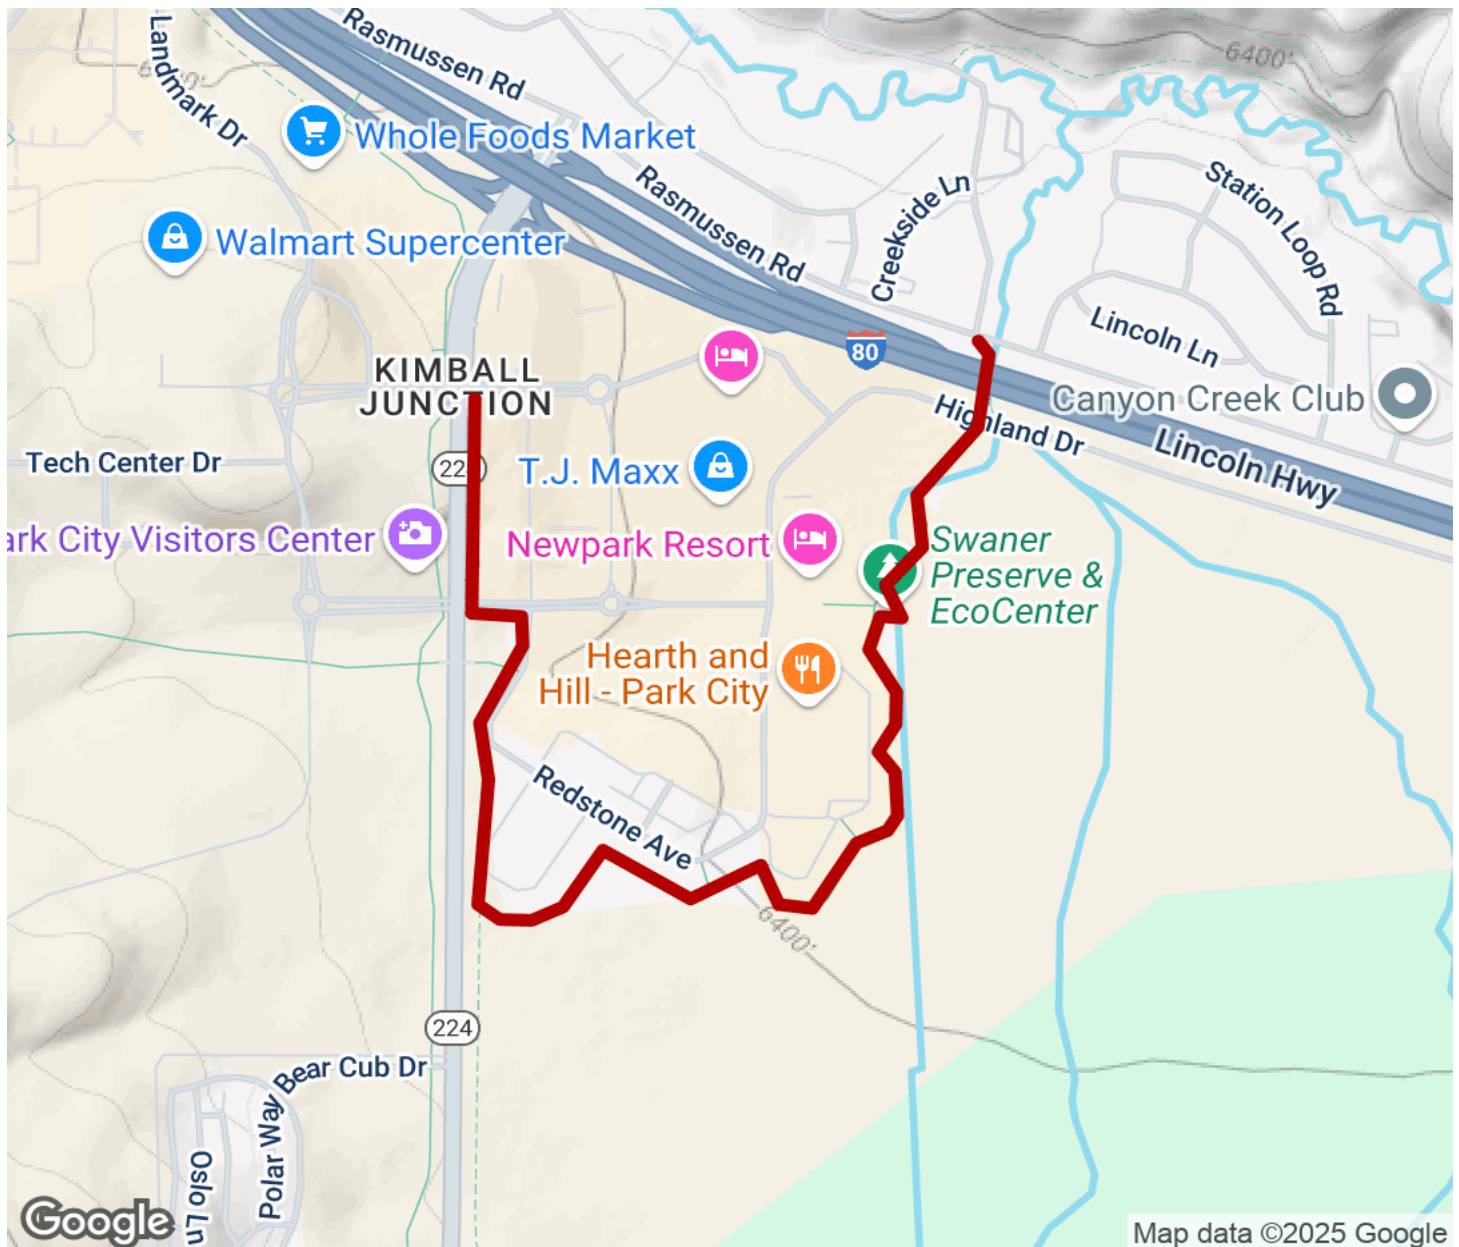 Rasmussen Rd
Landmark Dr
6400'
Whole Foods Market
Rasmussen Rd
Creekside Ln
Station Loop Rd
Walmart Supercenter
Lincoln Ln
80
KIMBALL
JUNCTION
Canyon Creek Club
Highland Dr
Lincoln Hwy
Tech Center Dr
T.J. Maxx
ark City Visitors Center
Newpark Resort
Swaner
Preserve &
EcoCenter
Hearth and
Hill - Park City
Redstone Ave
6400'
224
Bear Cub Dr
Polar Way
Oslo Ln
Google
Map data ©2025 Google